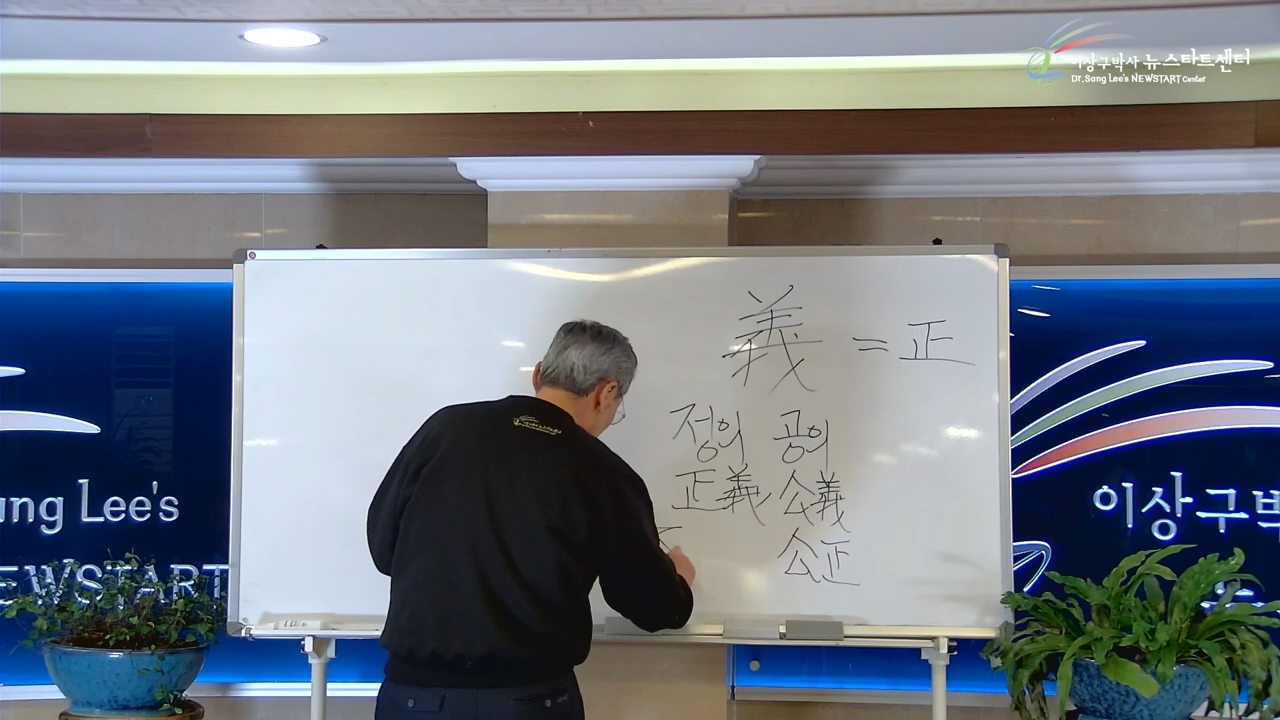 이상구박사 뉴스타트센터
Dr. Sang Lee's NEWSTART Center
義 = 正
정의 공의
正義 公義
公正
ang Lee's
EWSTART
이상구박